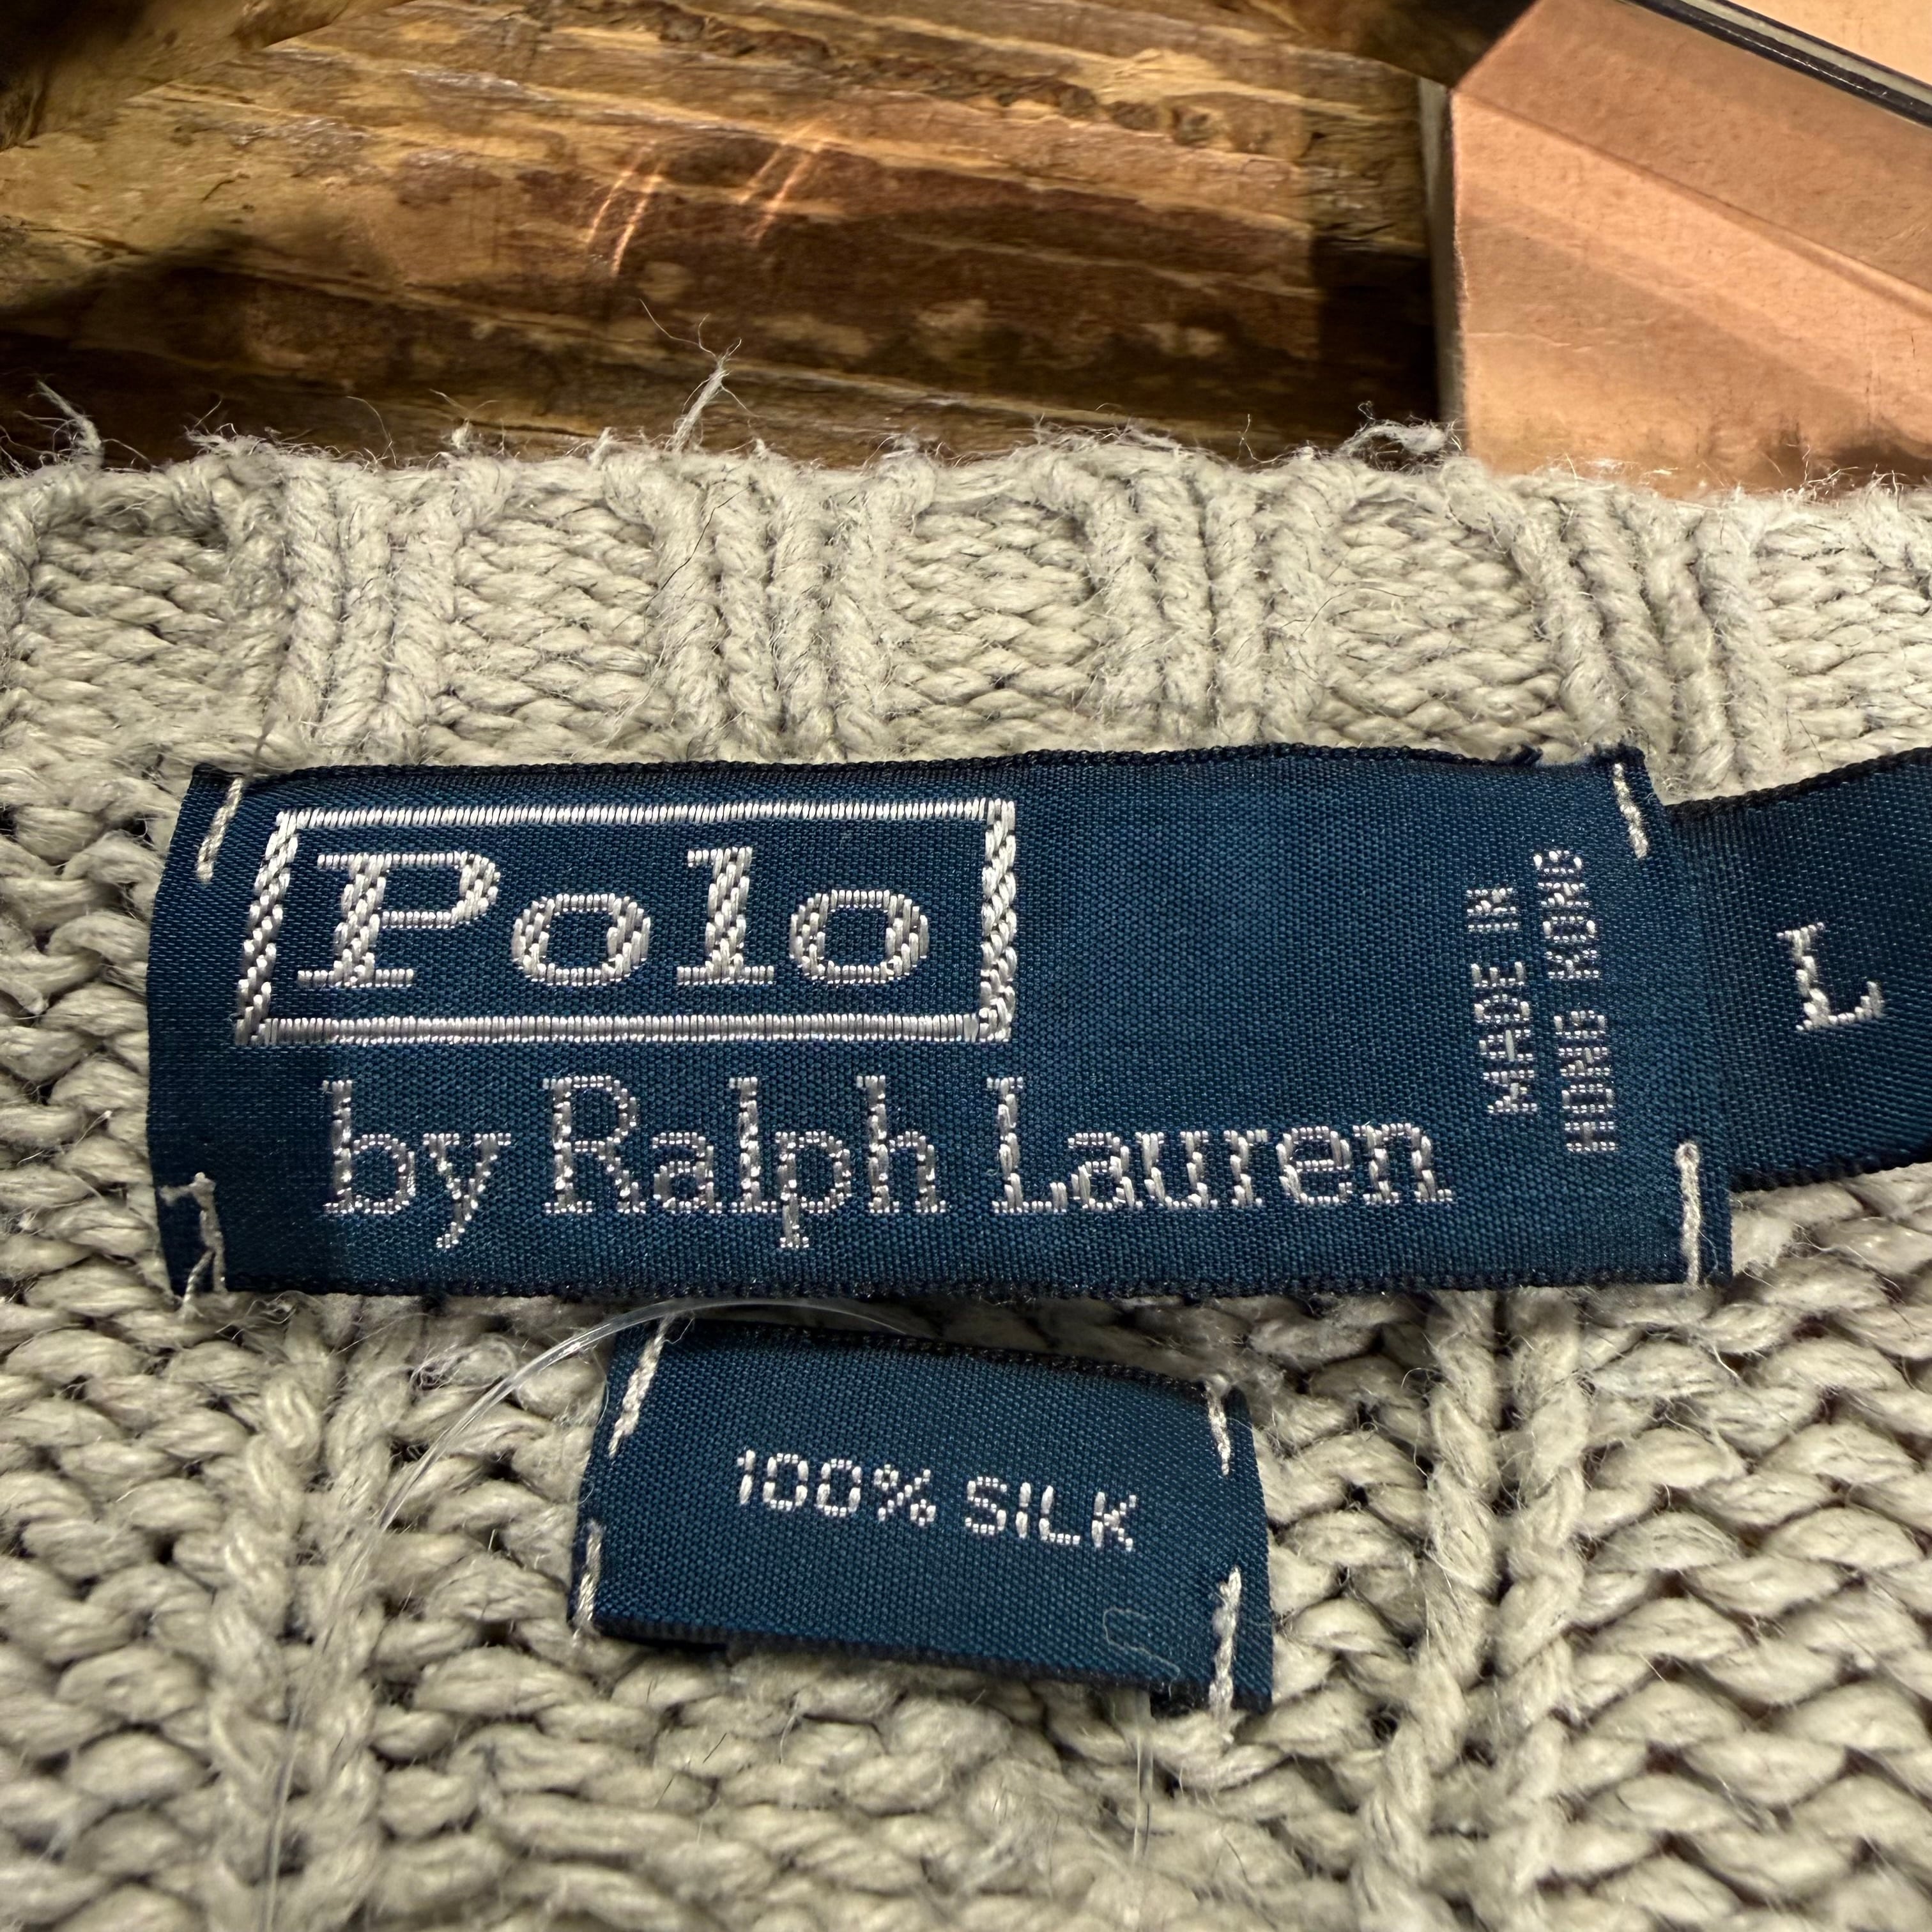 Polo
by Ralph Lauren
MADE IN
HONG KONG
L
100% SILK